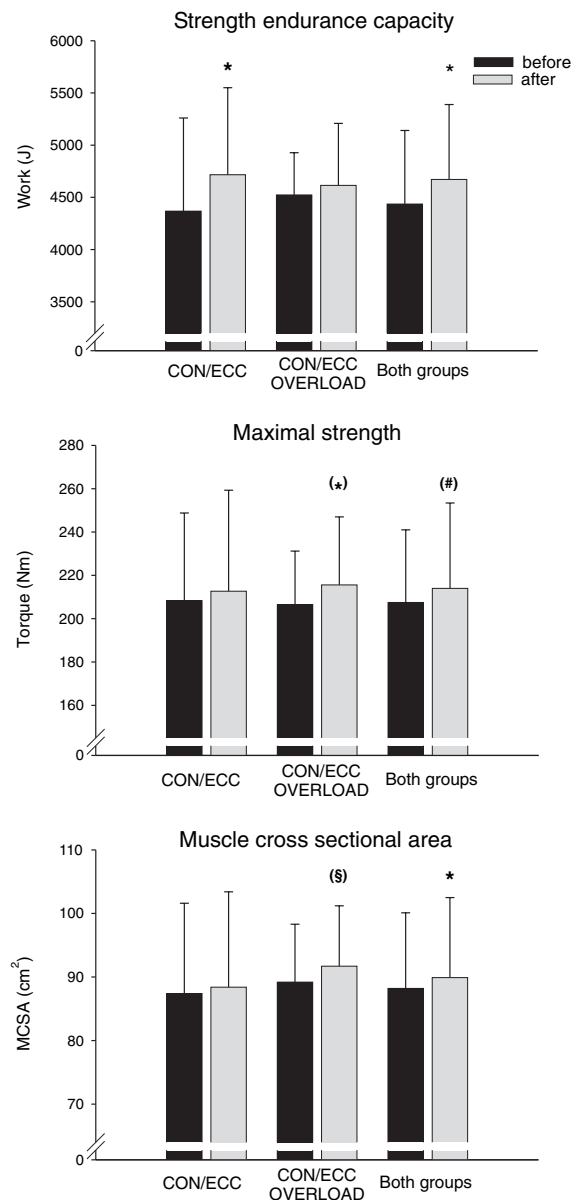 Strength endurance capacity
6000
5500
5000
4500
4000
3500
0
Work (J)
*
*
before
after
CON/ECC
CON/ECC
OVERLOAD
Both groups
Maximal strength
280
260
240
220
200
180
160
0
Torque (Nm)
(*)
(#)
CON/ECC
CON/ECC
OVERLOAD
Both groups
Muscle cross sectional area
110
100
90
80
70
0
MCSA (cm²)
(§)
*
CON/ECC
CON/ECC
OVERLOAD
Both groups